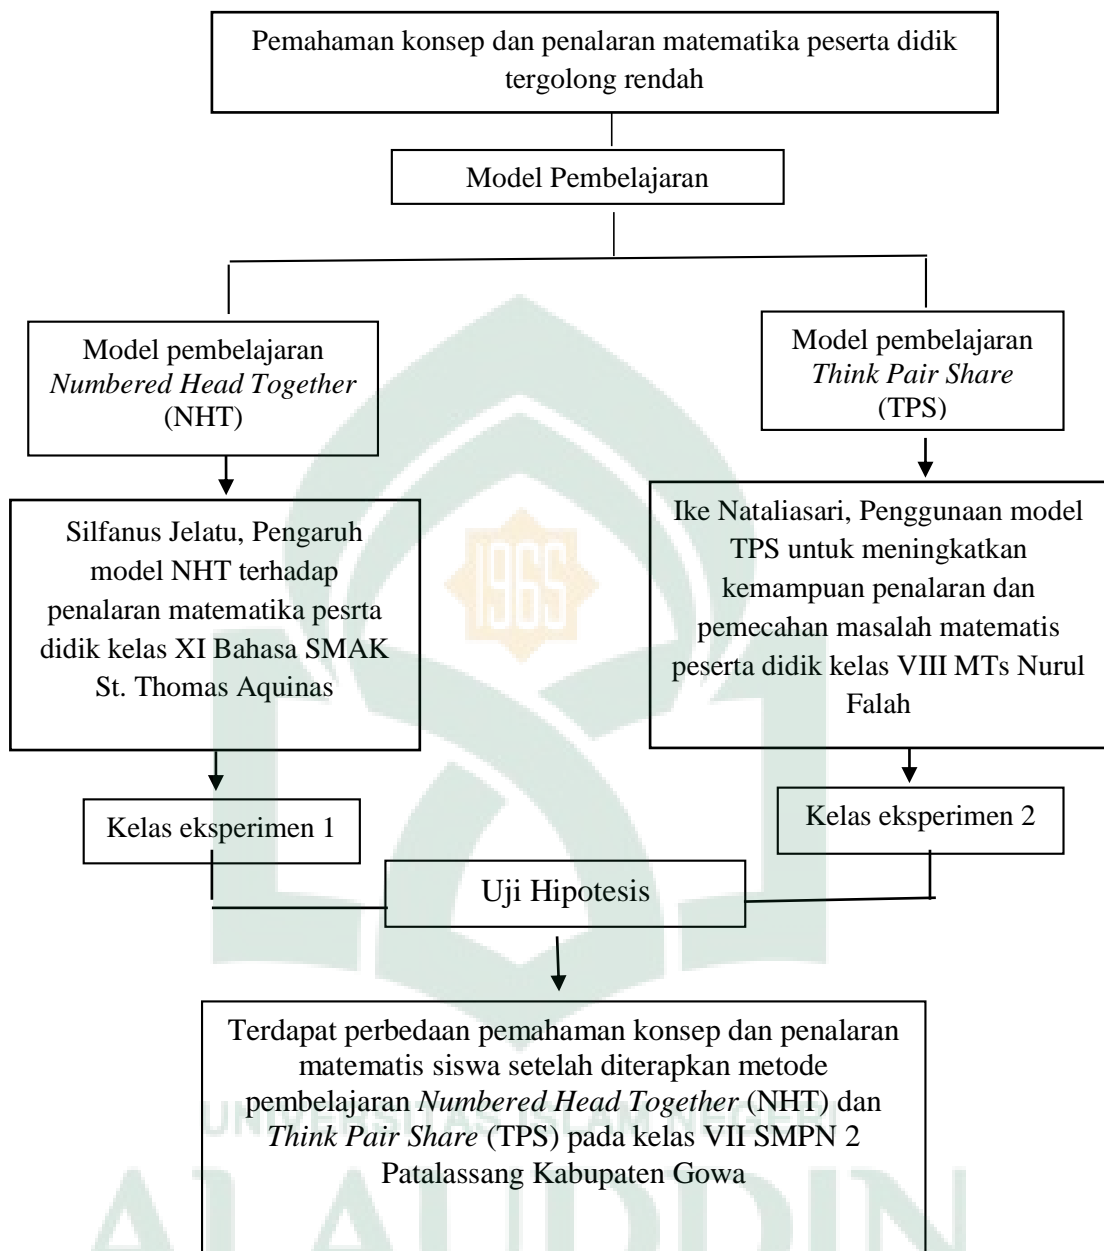 Pemahaman konsep dan penalaran matematika peserta didik
tergolong rendah
Model Pembelajaran
Model pembelajaran
Numbered Head Together
(NHT)
Model pembelajaran
Think Pair Share
(TPS)
Silfanus Jelatu, Pengaruh
model NHT terhadap
penalaran matematika pesrta
didik kelas XI Bahasa SMAK
St. Thomas Aquinas
Ike Nataliasari, Penggunaan model
TPS untuk meningkatkan
kemampuan penalaran dan
pemecahan masalah matematis
peserta didik kelas VIII MTs Nurul
Falah
1965
Kelas eksperimen 1
Kelas eksperimen 2
Uji Hipotesis
Terdapat perbedaan pemahaman konsep dan penalaran
matematis siswa setelah diterapkan metode
pembelajaran Numbered Head Together (NHT) dan
Think Pair Share (TPS) pada kelas VII SMPN 2
Patalassang Kabupaten Gowa
UNIVERSITAS ISLAM NEGERI
ALAUDDIN